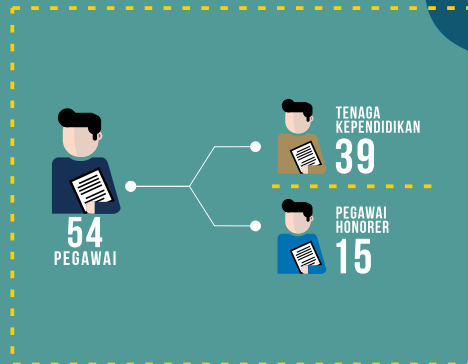 54
PEGAWAI
TENAGA
KEPENDIDIKAN
39
PEGAWAI
HONORER
15